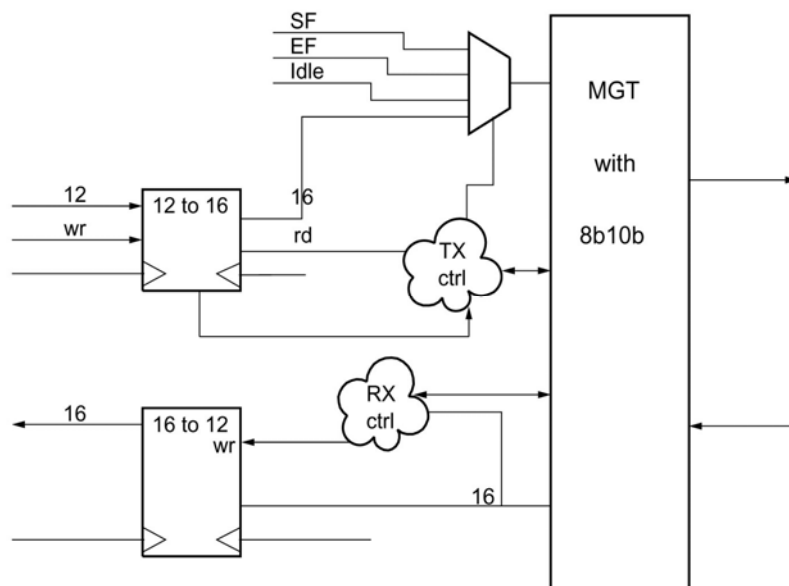 SF
EF
Idle
MGT
with
8b10b
12
12 to 16
16
wr
rd
TX
ctrl
RX
ctrl
16
16 to 12
wr
16